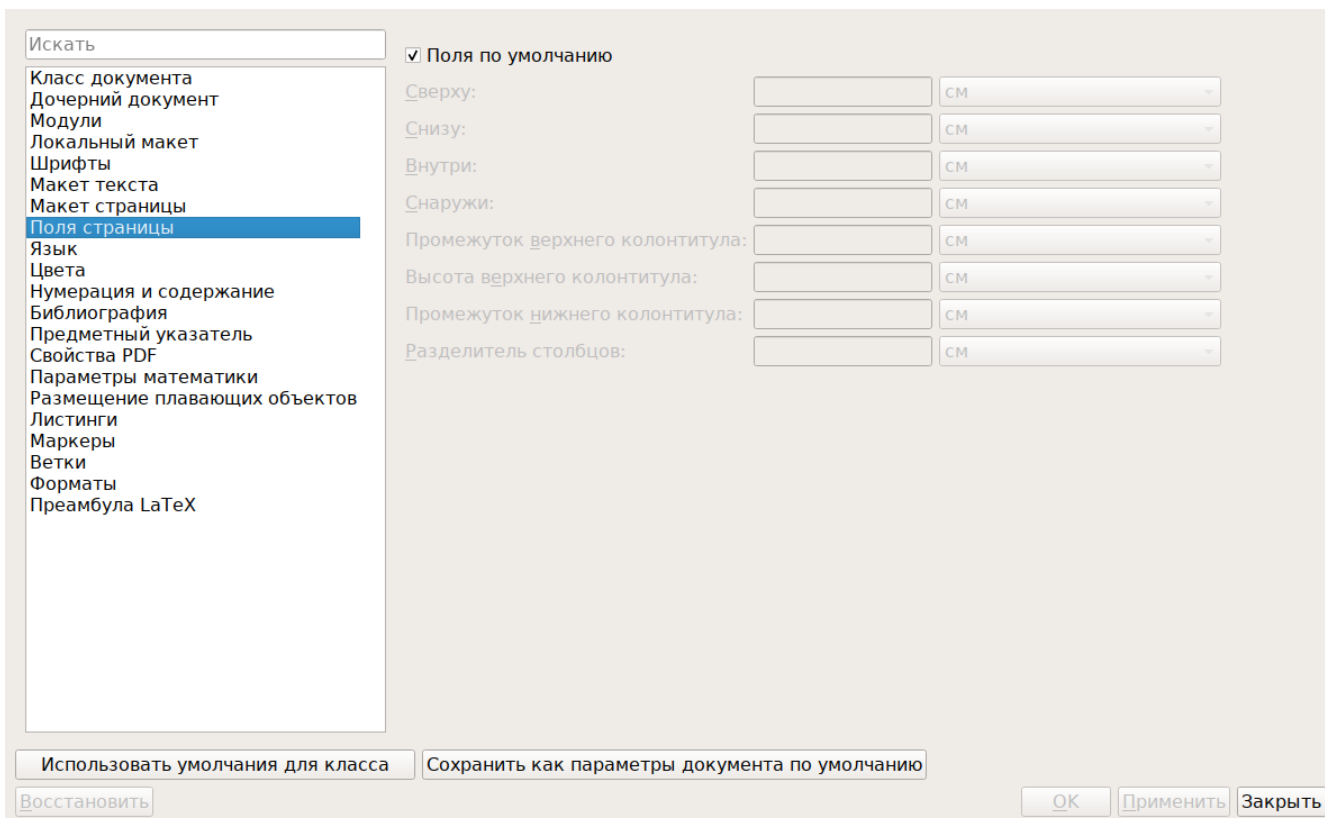 Искать
Класс документа
Дочерний документ
Модули
Локальный макет
Шрифты
Макет текста
Макет страницы
Поля страницы
Язык
Цвета
Нумерация и содержание
Библиография
Предметный указатель
Свойства PDF
Параметры математики
Размещение плавающих объектов
Листинги
Маркеры
Ветки
Форматы
Преамбула LaTeX
Поля по умолчанию
Сверху: см
Снизу: см
Внутри: см
Снаружи: см
Промежуток верхнего колонтитула: см
Высота верхнего колонтитула: см
Промежуток нижнего колонтитула: см
Разделитель столбцов: см
Использовать умолчания для класса Сохранить как параметры документа по умолчанию
Восстановить OK Применить Закрыть